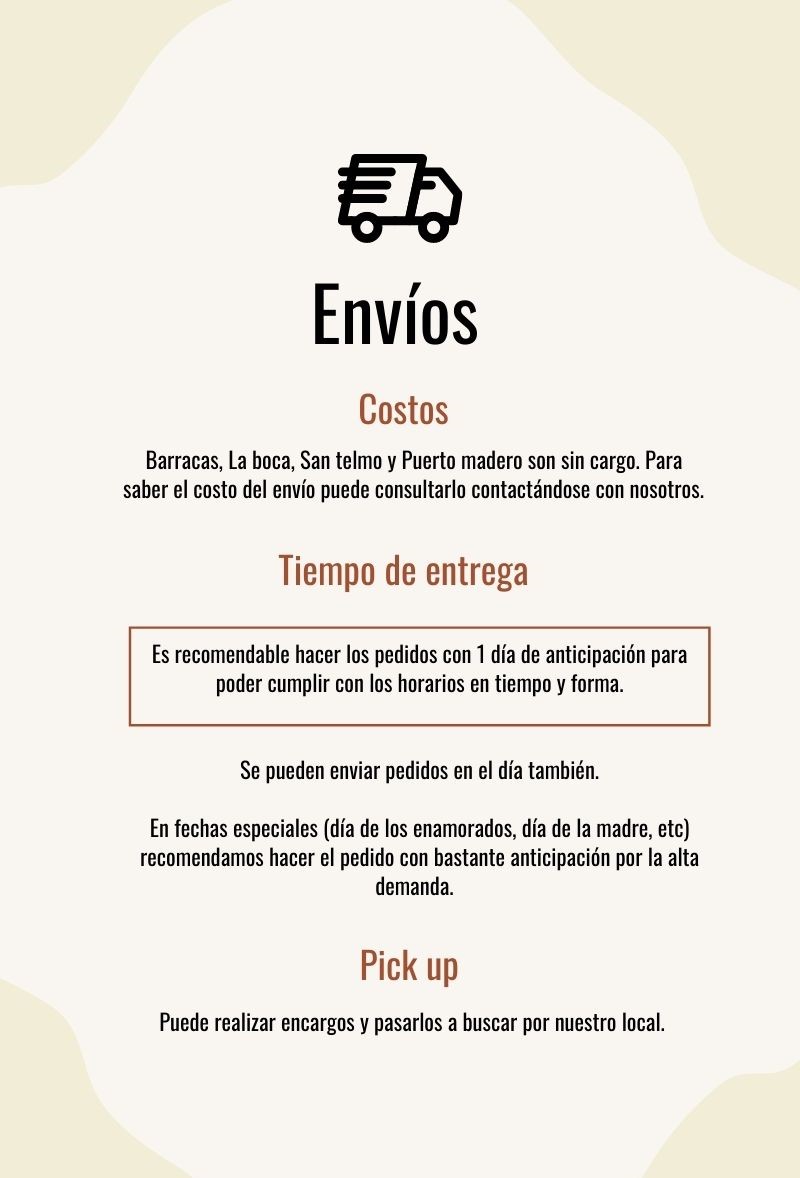 Envíos
Costos
Barracas, La boca, San telmo y Puerto madero son sin cargo. Para
saber el costo del envío puede consultarlo contactándose con nosotros.
Tiempo de entrega
Es recomendable hacer los pedidos con 1 día de anticipación para
poder cumplir con los horarios en tiempo y forma.
Se pueden enviar pedidos en el día también.
En fechas especiales (día de los enamorados, día de la madre, etc)
recomendamos hacer el pedido con bastante anticipación por la alta
demanda.
Pick up
Puede realizar encargos y pasarlos a buscar por nuestro local.